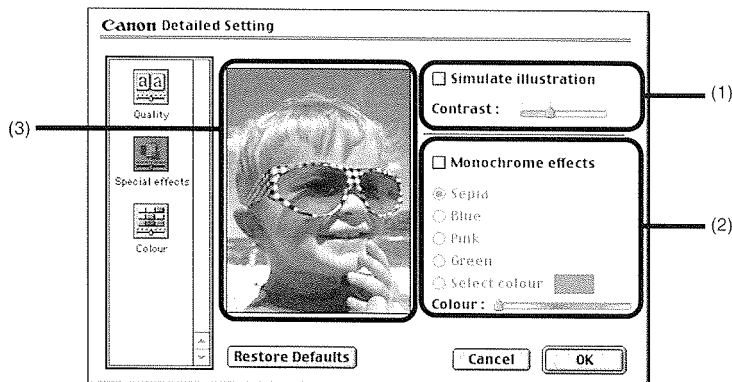 Canon Detailed Setting
Quality
Special effects
Colour
Simulate illustration
Contrast :
Monochrome effects
Sepia
Blue
Pink
Green
Select colour
Colour :
Restore Defaults
Cancel
OK
(1)
(2)
(3)